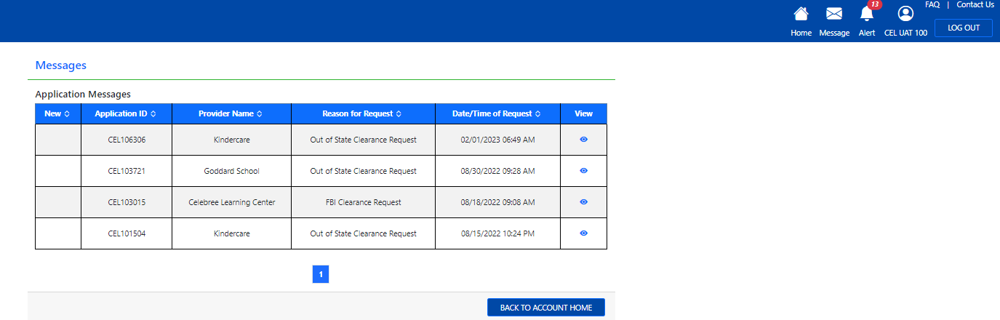 13
FAQ | Contact Us
Home Message Alert CEL UAT 100 LOG OUT
Messages
Application Messages
New Application ID Provider Name Reason for Request Date/Time of Request View
CEL106306 Kindercare Out of State Clearance Request 02/01/2023 06:49 AM
CEL103721 Goddard School Out of State Clearance Request 08/30/2022 09:28 AM
CEL103015 Celebree Learning Center FBI Clearance Request 08/18/2022 09:08 AM
CEL101504 Kindercare Out of State Clearance Request 08/15/2022 10:24 PM
1
BACK TO ACCOUNT HOME